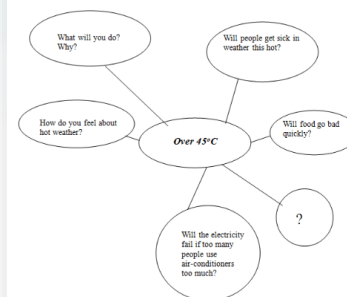 What will you do?
Why?
Will people get sick in
weather this hot?
How do you feel about
hot weather?
Over 45°C
Will food go bad
quickly?
?
Will the electricity
fail if too many
people use
air-conditioners
too much?